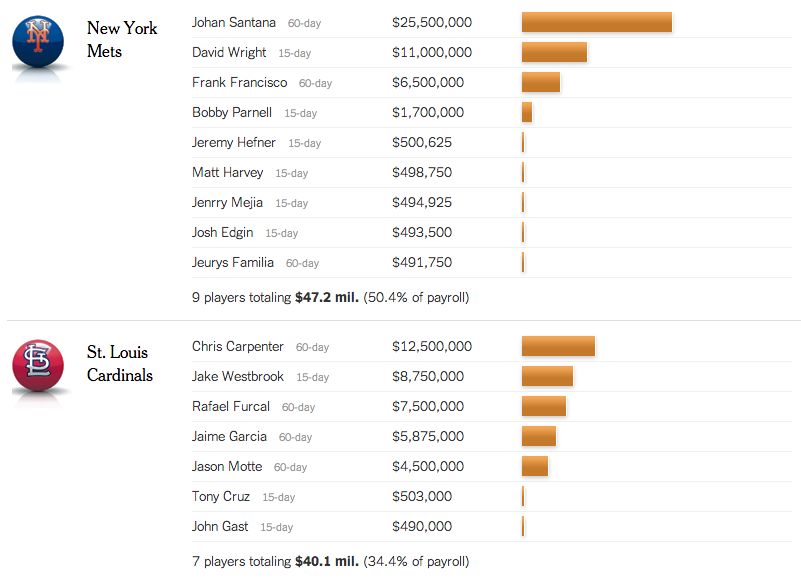 New York
Mets
Johan Santana 60-day $25,500,000
David Wright 15-day $11,000,000
Frank Francisco 60-day $6,500,000
Bobby Parnell 15-day $1,700,000
Jeremy Hefner 15-day $500,625
Matt Harvey 15-day $498,750
Jenrry Mejia 15-day $494,925
Josh Edgin 15-day $493,500
Jeurys Familia 60-day $491,750
9 players totaling $47.2 mil. (50.4% of payroll)
St. Louis
Cardinals
Chris Carpenter 60-day $12,500,000
Jake Westbrook 15-day $8,750,000
Rafael Furcal 60-day $7,500,000
Jaime Garcia 60-day $5,875,000
Jason Motte 60-day $4,500,000
Tony Cruz 15-day $503,000
John Gast 15-day $490,000
7 players totaling $40.1 mil. (34.4% of payroll)